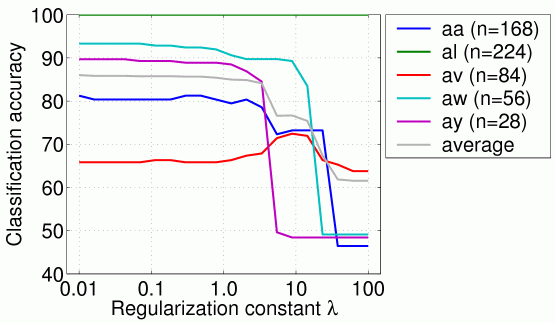 100
90
80
70
60
50
40
Classification accuracy
0.01 0.1 1 10 100
Regularization constant λ
aa (n=168)
al (n=224)
av (n=84)
aw (n=56)
ay (n=28)
average